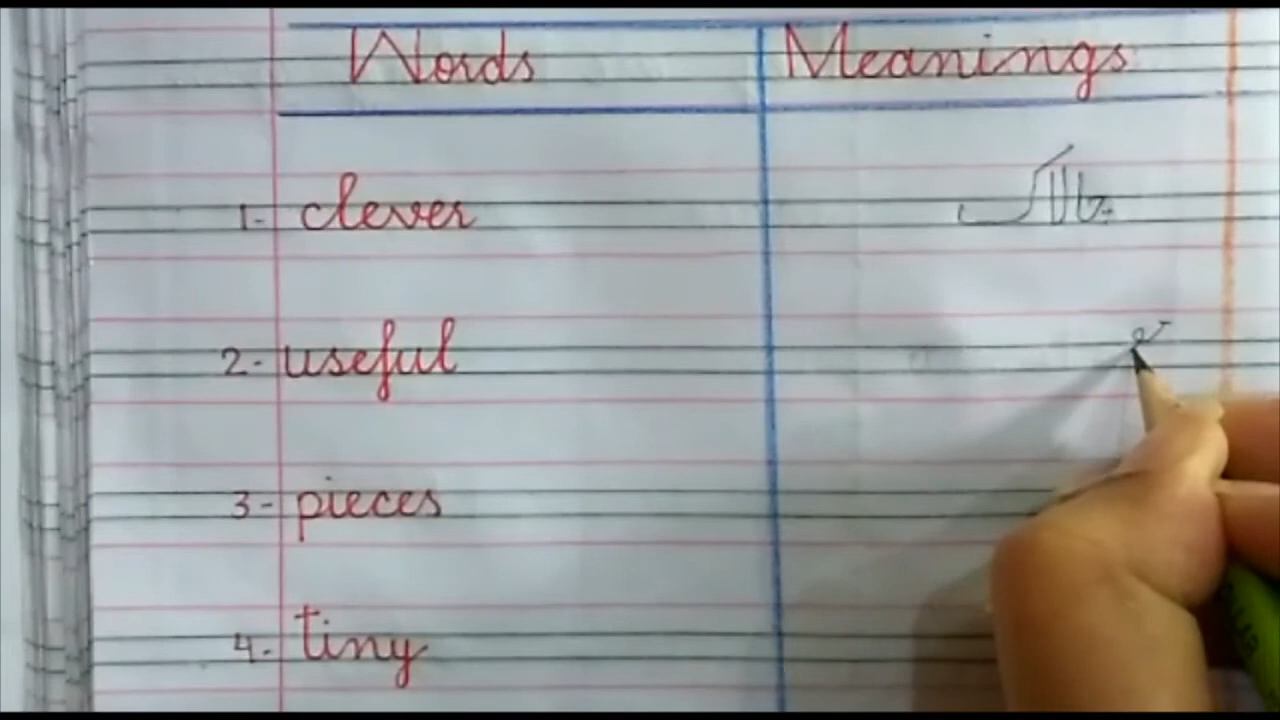 Words Meanings
1- clever چالاک
2- useful
3- pieces
4- tiny